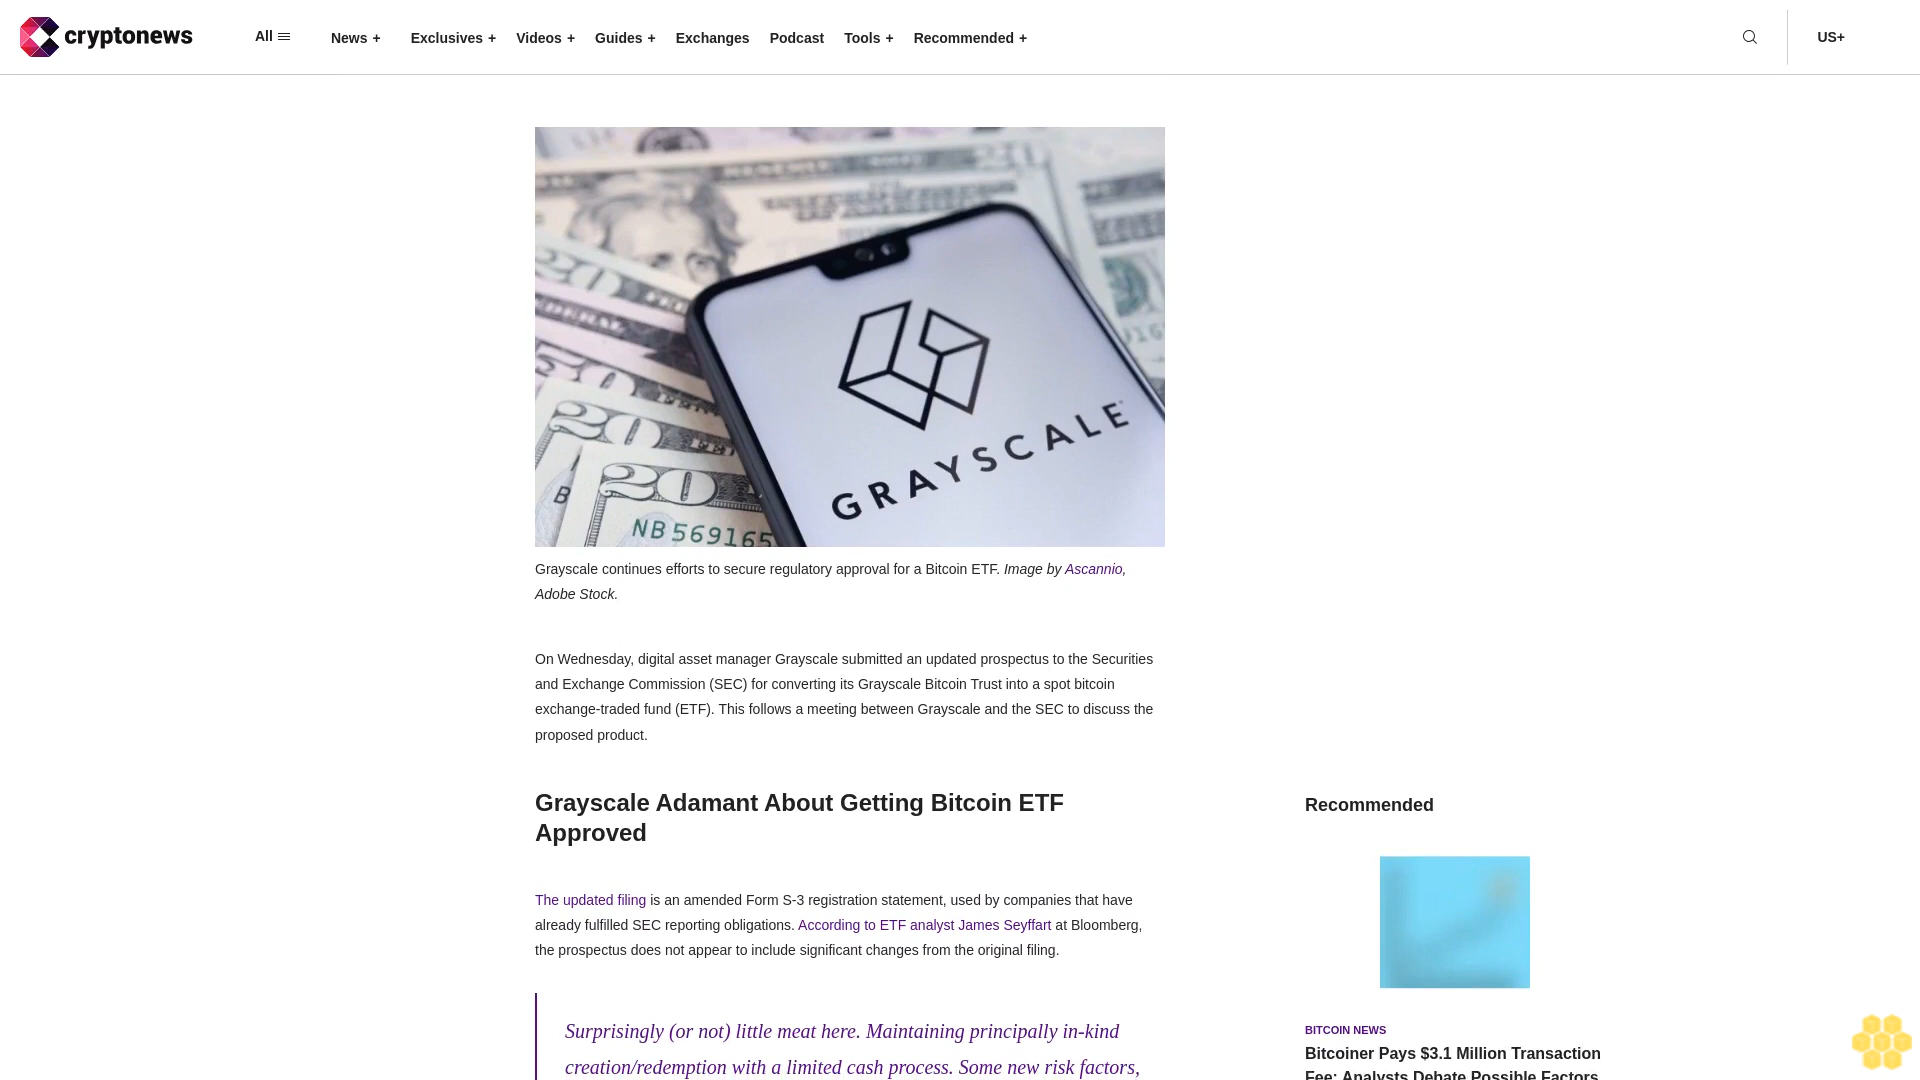 cryptonews
All
News +
Exclusives +
Videos +
Guides +
Exchanges
Podcast
Tools +
Recommended +
US+
20
20
50
20
20
B
NB569165
GRAYSCALE
Grayscale continues efforts to secure regulatory approval for a Bitcoin ETF. Image by Ascannio,
Adobe Stock.
On Wednesday, digital asset manager Grayscale submitted an updated prospectus to the Securities
and Exchange Commission (SEC) for converting its Grayscale Bitcoin Trust into a spot bitcoin
exchange-traded fund (ETF). This follows a meeting between Grayscale and the SEC to discuss the
proposed product.
Grayscale Adamant About Getting Bitcoin ETF
Approved
The updated filing is an amended Form S-3 registration statement, used by companies that have
already fulfilled SEC reporting obligations. According to ETF analyst James Seyffart at Bloomberg,
the prospectus does not appear to include significant changes from the original filing.
Surprisingly (or not) little meat here. Maintaining principally in-kind
creation/redemption with a limited cash process. Some new risk factors,
Recommended
BITCOIN NEWS
Bitcoiner Pays $3.1 Million Transaction
Fee: Analysts Debate Possible Factors